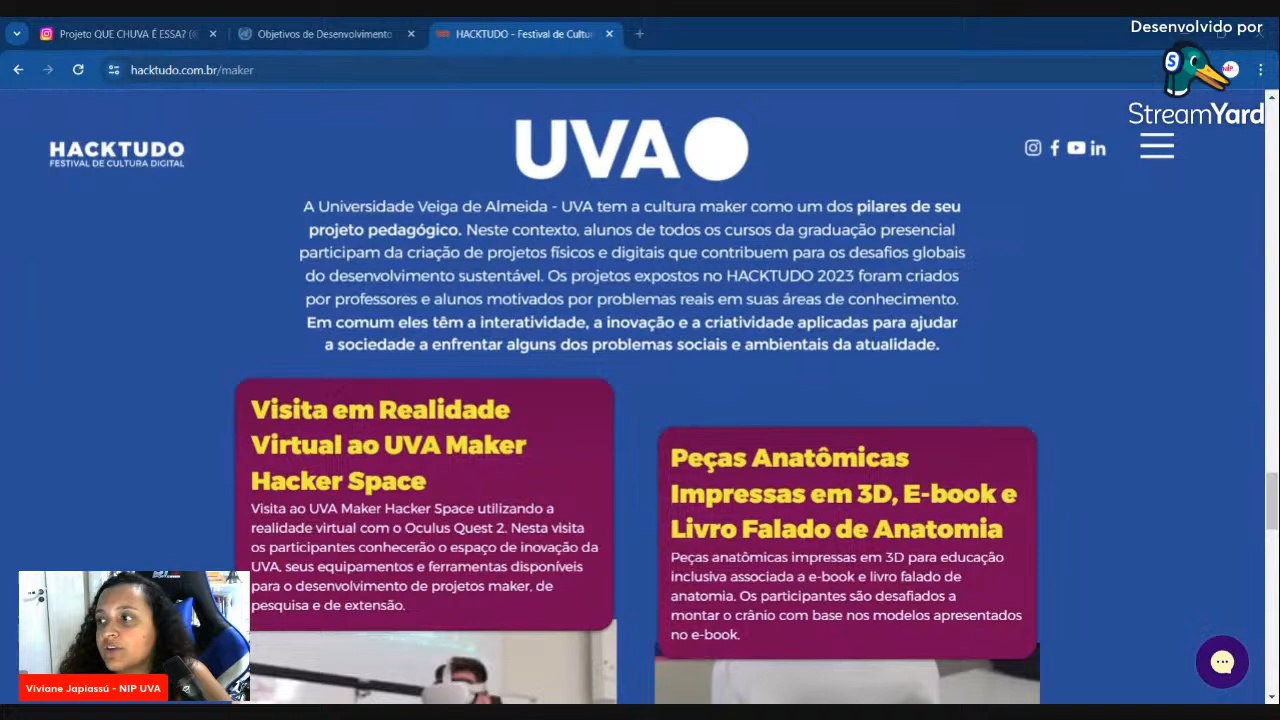 Projeto QUE CHUVA É ESSA? (@
Objetivos de Desenvolvimento
HACKTUDO - Festival de Cultu
Desenvolvido por
hacktudo.com.br/maker
StreamYard
HACKTUDO
FESTIVAL DE CULTURA DIGITAL
UVA
A Universidade Veiga de Almeida - UVA tem a cultura maker como um dos pilares de seu
projeto pedagógico. Neste contexto, alunos de todos os cursos da graduação presencial
participam da criação de projetos físicos e digitais que contribuem para os desafios globais
do desenvolvimento sustentável. Os projetos expostos no HACKTUDO 2023 foram criados
por professores e alunos motivados por problemas reais em suas áreas de conhecimento.
Em comum eles têm a interatividade, a inovação e a criatividade aplicadas para ajudar
a sociedade a enfrentar alguns dos problemas sociais e ambientais da atualidade.
Visita em Realidade
Virtual ao UVA Maker
Hacker Space
Visita ao UVA Maker Hacker Space utilizando a
realidade virtual com o Oculus Quest 2. Nesta visita
os participantes conhecerão o espaço de inovação da
UVA, seus equipamentos e ferramentas disponíveis
para o desenvolvimento de projetos maker, de
pesquisa e de extensão.
Peças Anatômicas
Impressas em 3D, E-book e
Livro Falado de Anatomia
Peças anatômicas impressas em 3D para educação
inclusiva associada a e-book e livro falado de
anatomia. Os participantes são desafiados a
montar o crânio com base nos modelos apresentados
no e-book.
Viviane Japiassú - NIP UVA